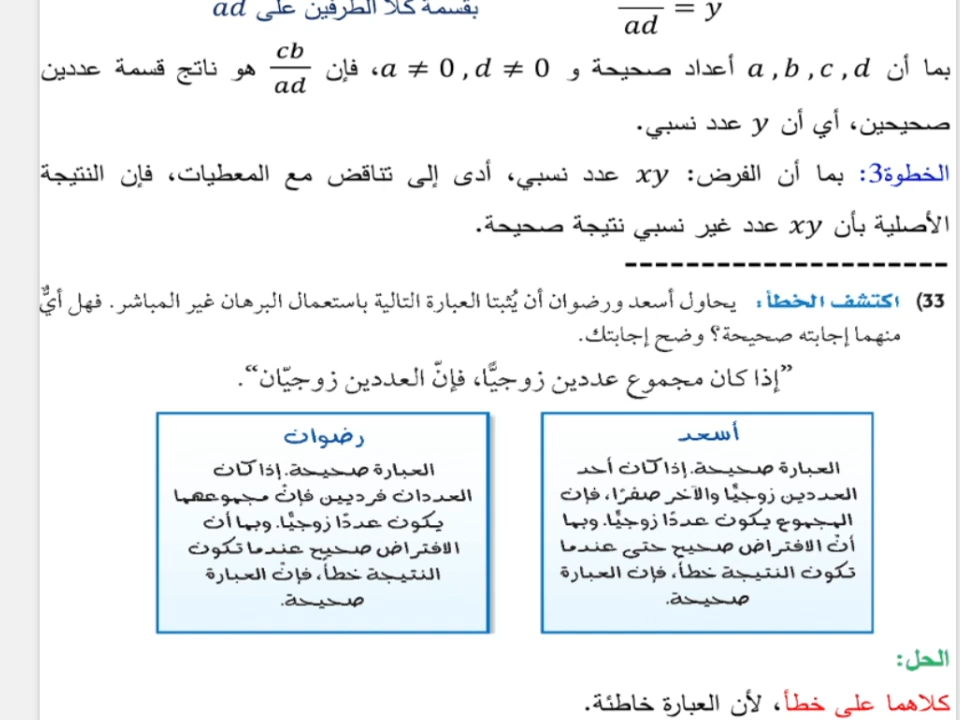 بقسمة كلا الطرفين على ad    ‎___/ad = y
بما أن a , b , c , d أعداد صحيحة و a ≠ 0 , d ≠ 0، فإن cb/ad هو ناتج قسمة عددين
صحيحين، أي أن y عدد نسبي.
الخطوة3: بما أن الفرض: xy عدد نسبي، أدى إلى تناقض مع المعطيات، فإن النتيجة
الأصلية بأن xy عدد غير نسبي نتيجة صحيحة.
---------------------
33) اكتشف الخطأ: يحاول أسعد ورضوان أن يُثبتا العبارة التالية باستعمال البرهان غير المباشر. فهل أيٌّ
منهما إجابته صحيحة؟ وضح إجابتك.
”إذا كان مجموع عددين زوجيًّا، فإنّ العددين زوجيّان“.
أسعد
العبارة صحيحة. إذا كان أحد
العددين زوجيًّا والآخر صفرًا، فإن
المجموع يكون عددًا زوجيًّا. وبما
أنّ الافتراض صحيح حتى عندما
تكون النتيجة خطأ، فإن العبارة
صحيحة.
رضوان
العبارة صحيحة. إذا كان
العددان فرديين فإنّ مجموعهما
يكون عددًا زوجيًّا. وبما أن
الافتراض صحيح عندما تكون
النتيجة خطأ، فإنّ العبارة
صحيحة.
الحل:
كلاهما على خطأ، لأن العبارة خاطئة.